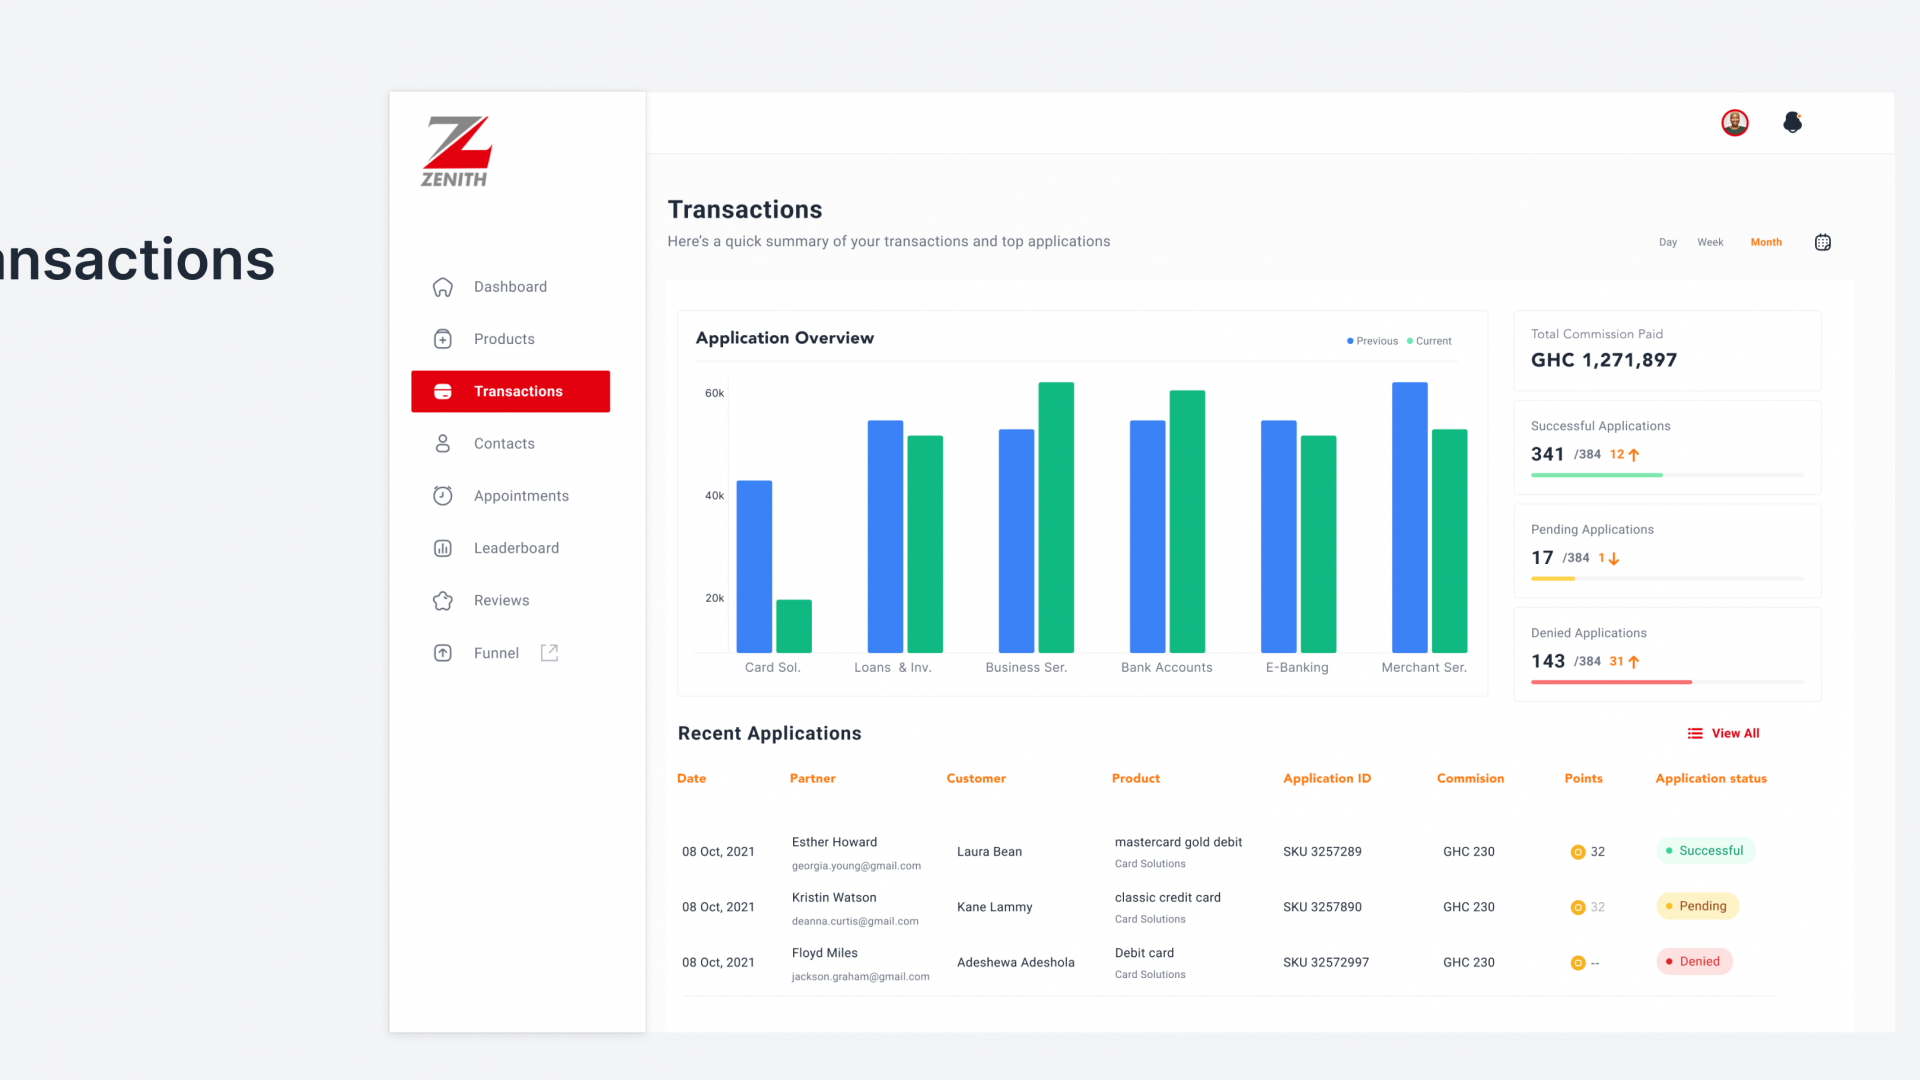 ansactions
ZENITH
Dashboard
Products
Transactions
Contacts
Appointments
Leaderboard
Reviews
Funnel
Transactions
Here's a quick summary of your transactions and top applications
Day Week Month
Application Overview
Previous Current
60k
40k
20k
Card Sol. Loans & Inv. Business Ser. Bank Accounts E-Banking Merchant Ser.
Total Commission Paid
GHC 1,271,897
Successful Applications
341 /384 12
Pending Applications
17 /384 1
Denied Applications
143 /384 31
Recent Applications
View All
Date Partner Customer Product Application ID Commision Points Application status
08 Oct, 2021 Esther Howard Laura Bean mastercard gold debit SKU 3257289 GHC 230 32 Successful
georgia.young@gmail.com Card Solutions
08 Oct, 2021 Kristin Watson Kane Lammy classic credit card SKU 3257890 GHC 230 32 Pending
deanna.curtis@gmail.com Card Solutions
08 Oct, 2021 Floyd Miles Adeshewa Adeshola Debit card SKU 32572997 GHC 230 -- Denied
jackson.graham@gmail.com Card Solutions